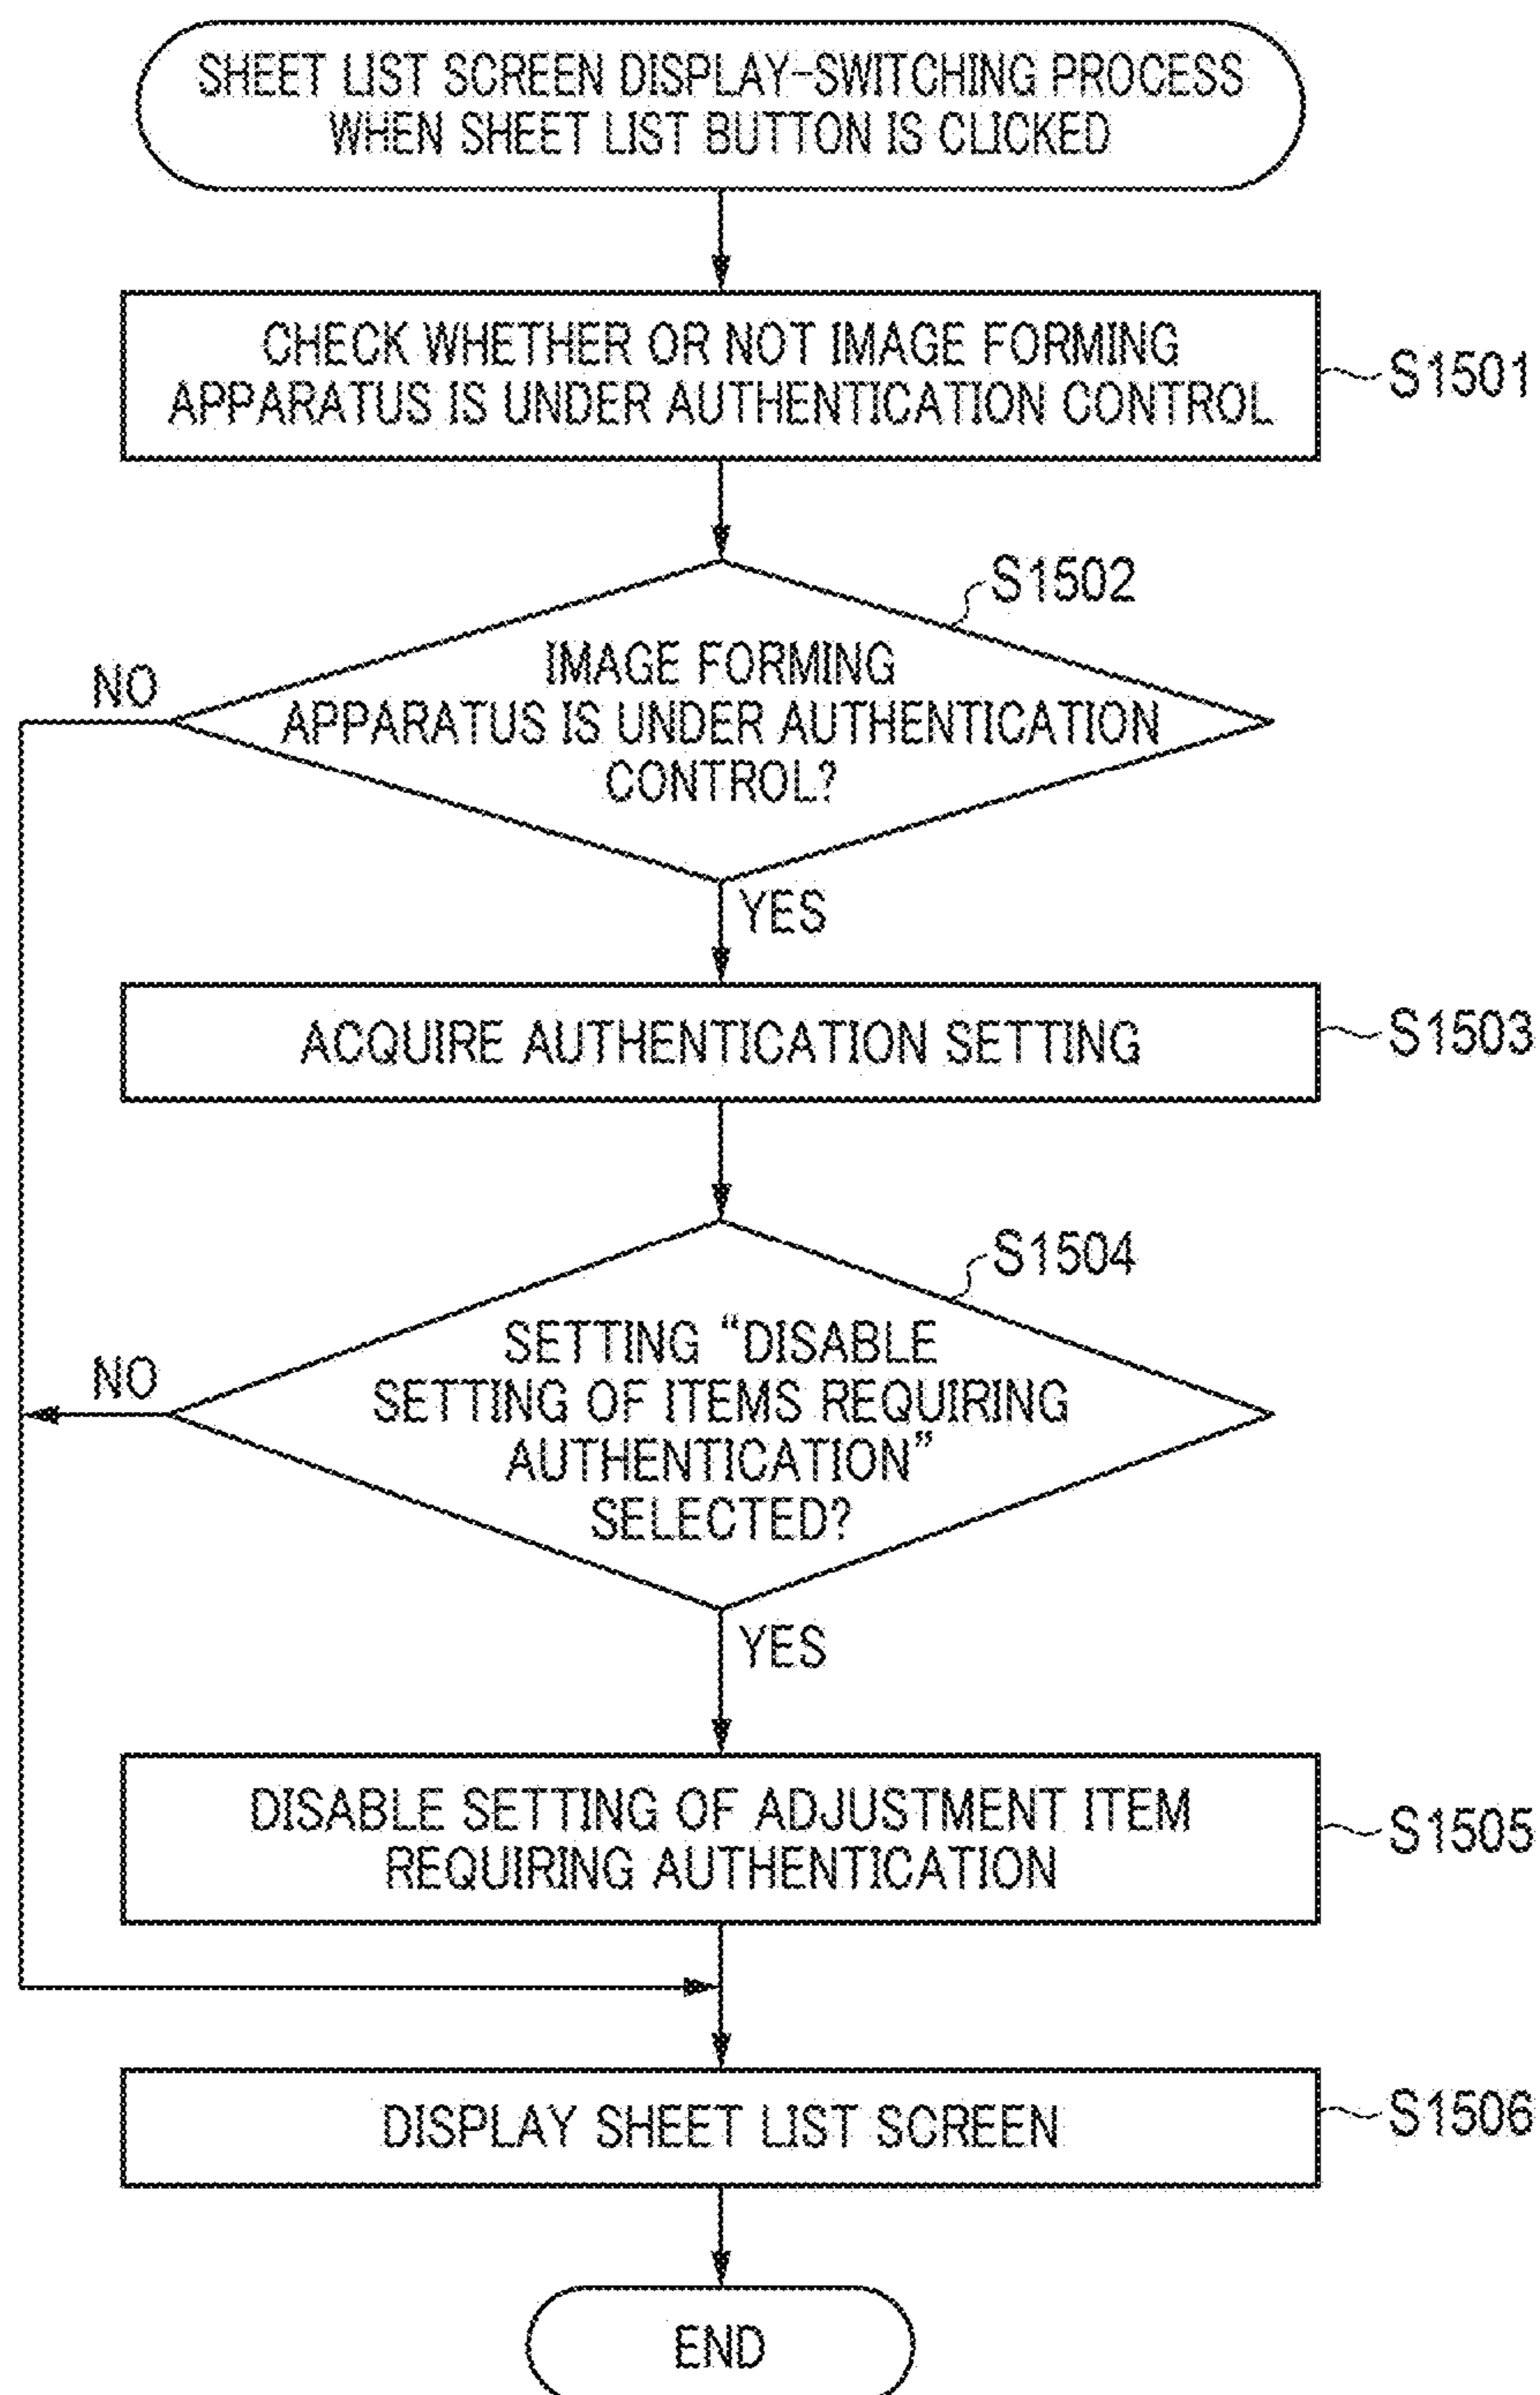 SHEET LIST SCREEN DISPLAY-SWITCHING PROCESS
WHEN SHEET LIST BUTTON IS CLICKED
CHECK WHETHER OR NOT IMAGE FORMING
APPARATUS IS UNDER AUTHENTICATION CONTROL
S1501
S1502
IMAGE FORMING
APPARATUS IS UNDER AUTHENTICATION
CONTROL?
NO
YES
ACQUIRE AUTHENTICATION SETTING
S1503
S1504
SETTING “DISABLE
SETTING OF ITEMS REQUIRING
AUTHENTICATION”
SELECTED?
NO
YES
DISABLE SETTING OF ADJUSTMENT ITEM
REQUIRING AUTHENTICATION
S1505
DISPLAY SHEET LIST SCREEN
S1506
END